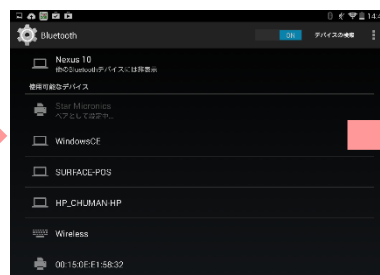 14:4
Bluetooth
ON
デバイスの検索
Nexus 10
他のBluetoothデバイスには非表示
使用可能なデバイス
Star Micronics
ペアとして設定中...
WindowsCE
SURFACE-POS
HP_CHUMAN-HP
Wireless
00:15:0E:E1:58:32